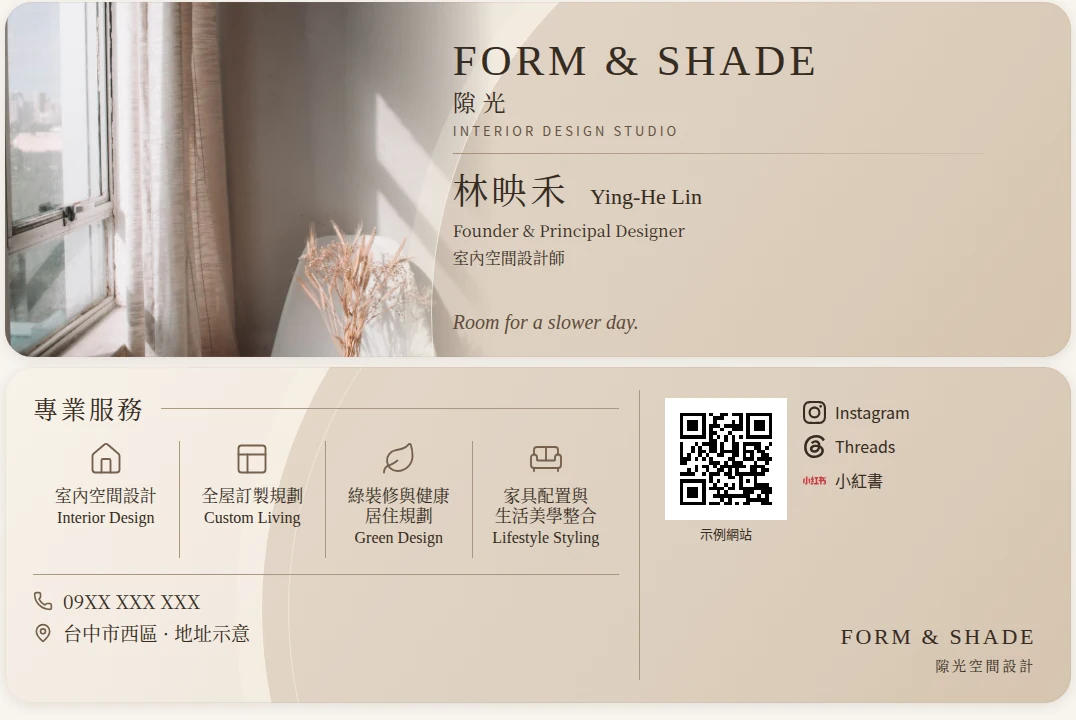 FORM & SHADE
隙光
INTERIOR DESIGN STUDIO
林映禾 Ying-He Lin
Founder & Principal Designer
室內空間設計師
Room for a slower day.
專業服務
室內空間設計
Interior Design
全屋訂製規劃
Custom Living
綠裝修與健康
居住規劃
Green Design
家具配置與
生活美學整合
Lifestyle Styling
09XX XXX XXX
台中市西區 · 地址示意
示例網站
Instagram
Threads
小红书 小紅書
FORM & SHADE
隙光空間設計